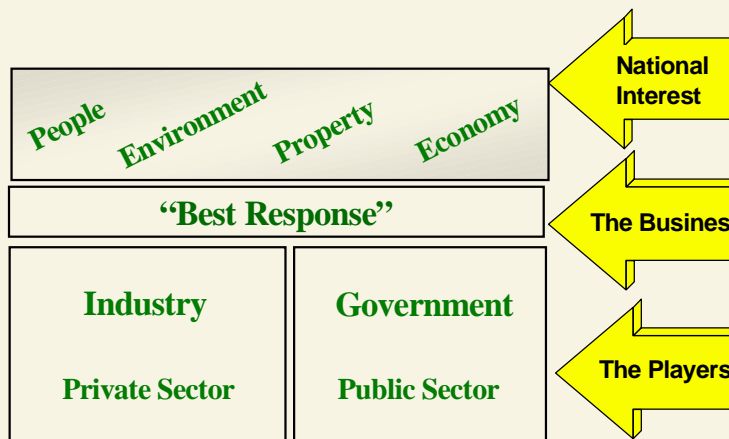 People Environment Property Economy
National
Interest
“Best Response”
The Busines
Industry
Government
Private Sector
Public Sector
The Players